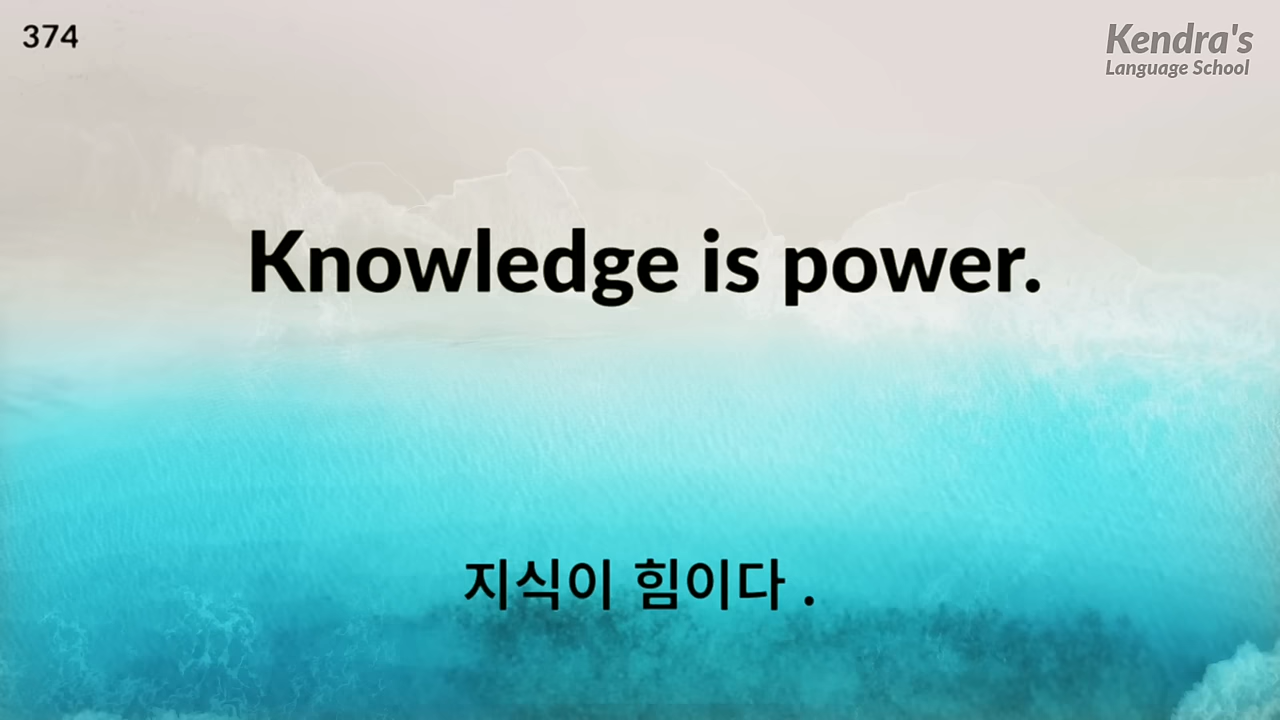 374
Kendra's
Language School
Knowledge is power.
지식이 힘이다 .